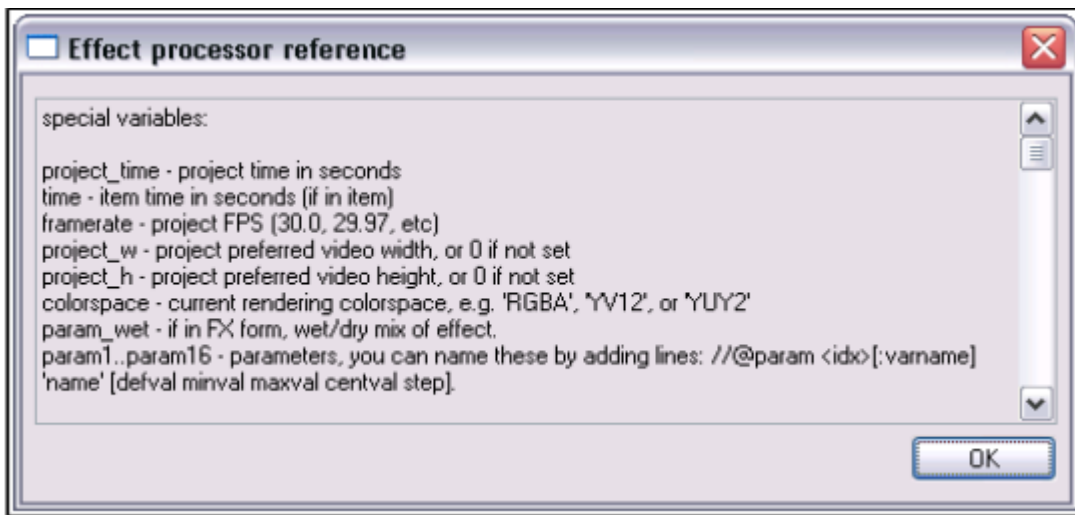 Effect processor reference
special variables:
project_time - project time in seconds
time - item time in seconds (if in item)
framerate - project FPS (30.0, 29.97, etc)
project_w - project preferred video width, or 0 if not set
project_h - project preferred video height, or 0 if not set
colorspace - current rendering colorspace, e.g. 'RGBA', 'YV12', or 'YUY2'
param_wet - if in FX form, wet/dry mix of effect.
param1..param16 - parameters, you can name these by adding lines: //@param <idx>[:varname]
'name' [defval minval maxval centval step].
OK